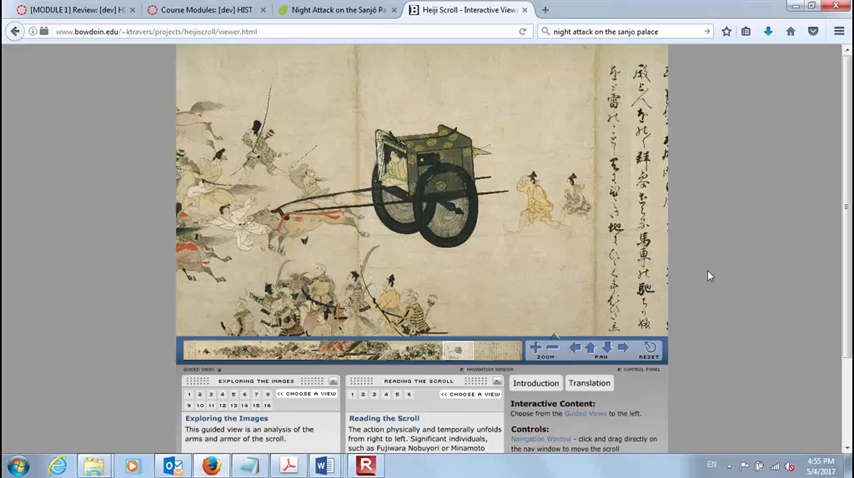 [MODULE 1] Review: [dev] H
Course Modules: [dev] HIST
Night Attack on the Sanjō Pa
Heiji Scroll - Interactive View
www.bowdoin.edu/~ktravers/projects/heijiscroll/viewer.html
night attack on the sanjo palace
ZOOM
PAN
RESET
GUIDED VIEWS
NAVIGATION WINDOW
CONTROL PANEL
EXPLORING THE IMAGES
1 2 3 4 5 6 7 8
<< CHOOSE A VIEW
9 10 11 12 13 14 15 16
Exploring the Images
This guided view is an analysis of the
arms and armor of the scroll.
READING THE SCROLL
1 2 3 4 5 6
<< CHOOSE A VIEW
Reading the Scroll
The action physically and temporally unfolds
from right to left. Significant individuals,
such as Fujiwara Nobuyori or Minamoto
Introduction
Translation
Interactive Content:
Choose from the Guided Views to the left.
Controls:
Navigation Window - click and drag directly on
the nav window to move the scroll
EN
4:55 PM
5/4/2017